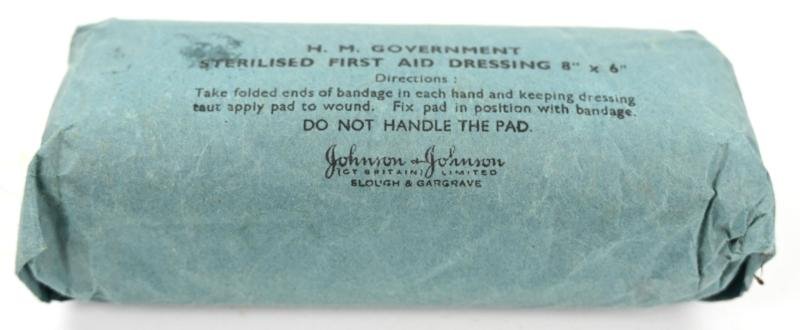 H. M. GOVERNMENT
STERILISED FIRST AID DRESSING 8" x 6"
Directions :
Take folded ends of bandage in each hand and keeping dressing
taut apply pad to wound. Fix pad in position with bandage.
DO NOT HANDLE THE PAD.
Johnson & Johnson
(GT BRITAIN) LIMITED
SLOUGH & GARGRAVE